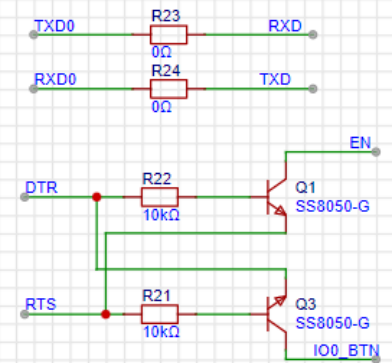 TXD0 R23 RXD
0Ω
RXD0 R24 TXD
0Ω
EN
DTR R22 Q1
10kΩ SS8050-G
RTS R21 Q3
10kΩ SS8050-G
IO0_BTN